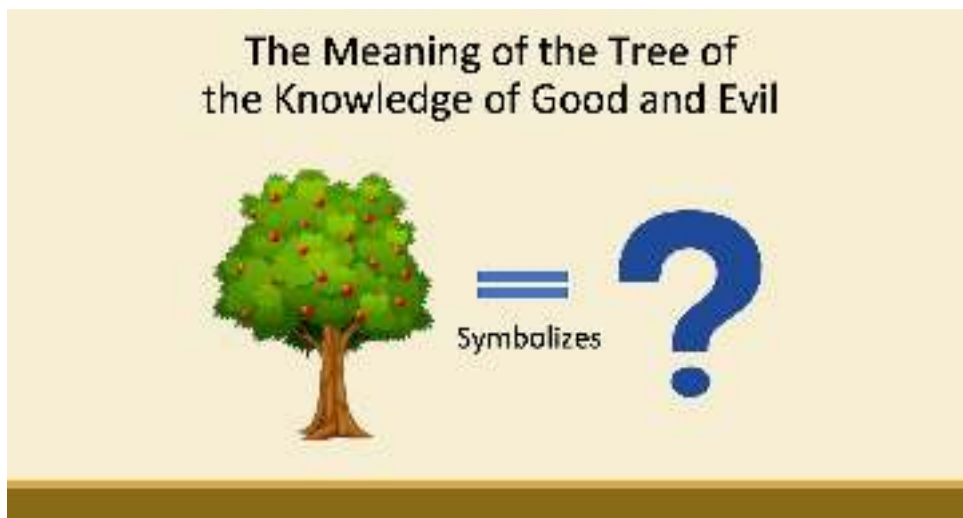 The Meaning of the Tree of
the Knowledge of Good and Evil
=
Symbolizes
?